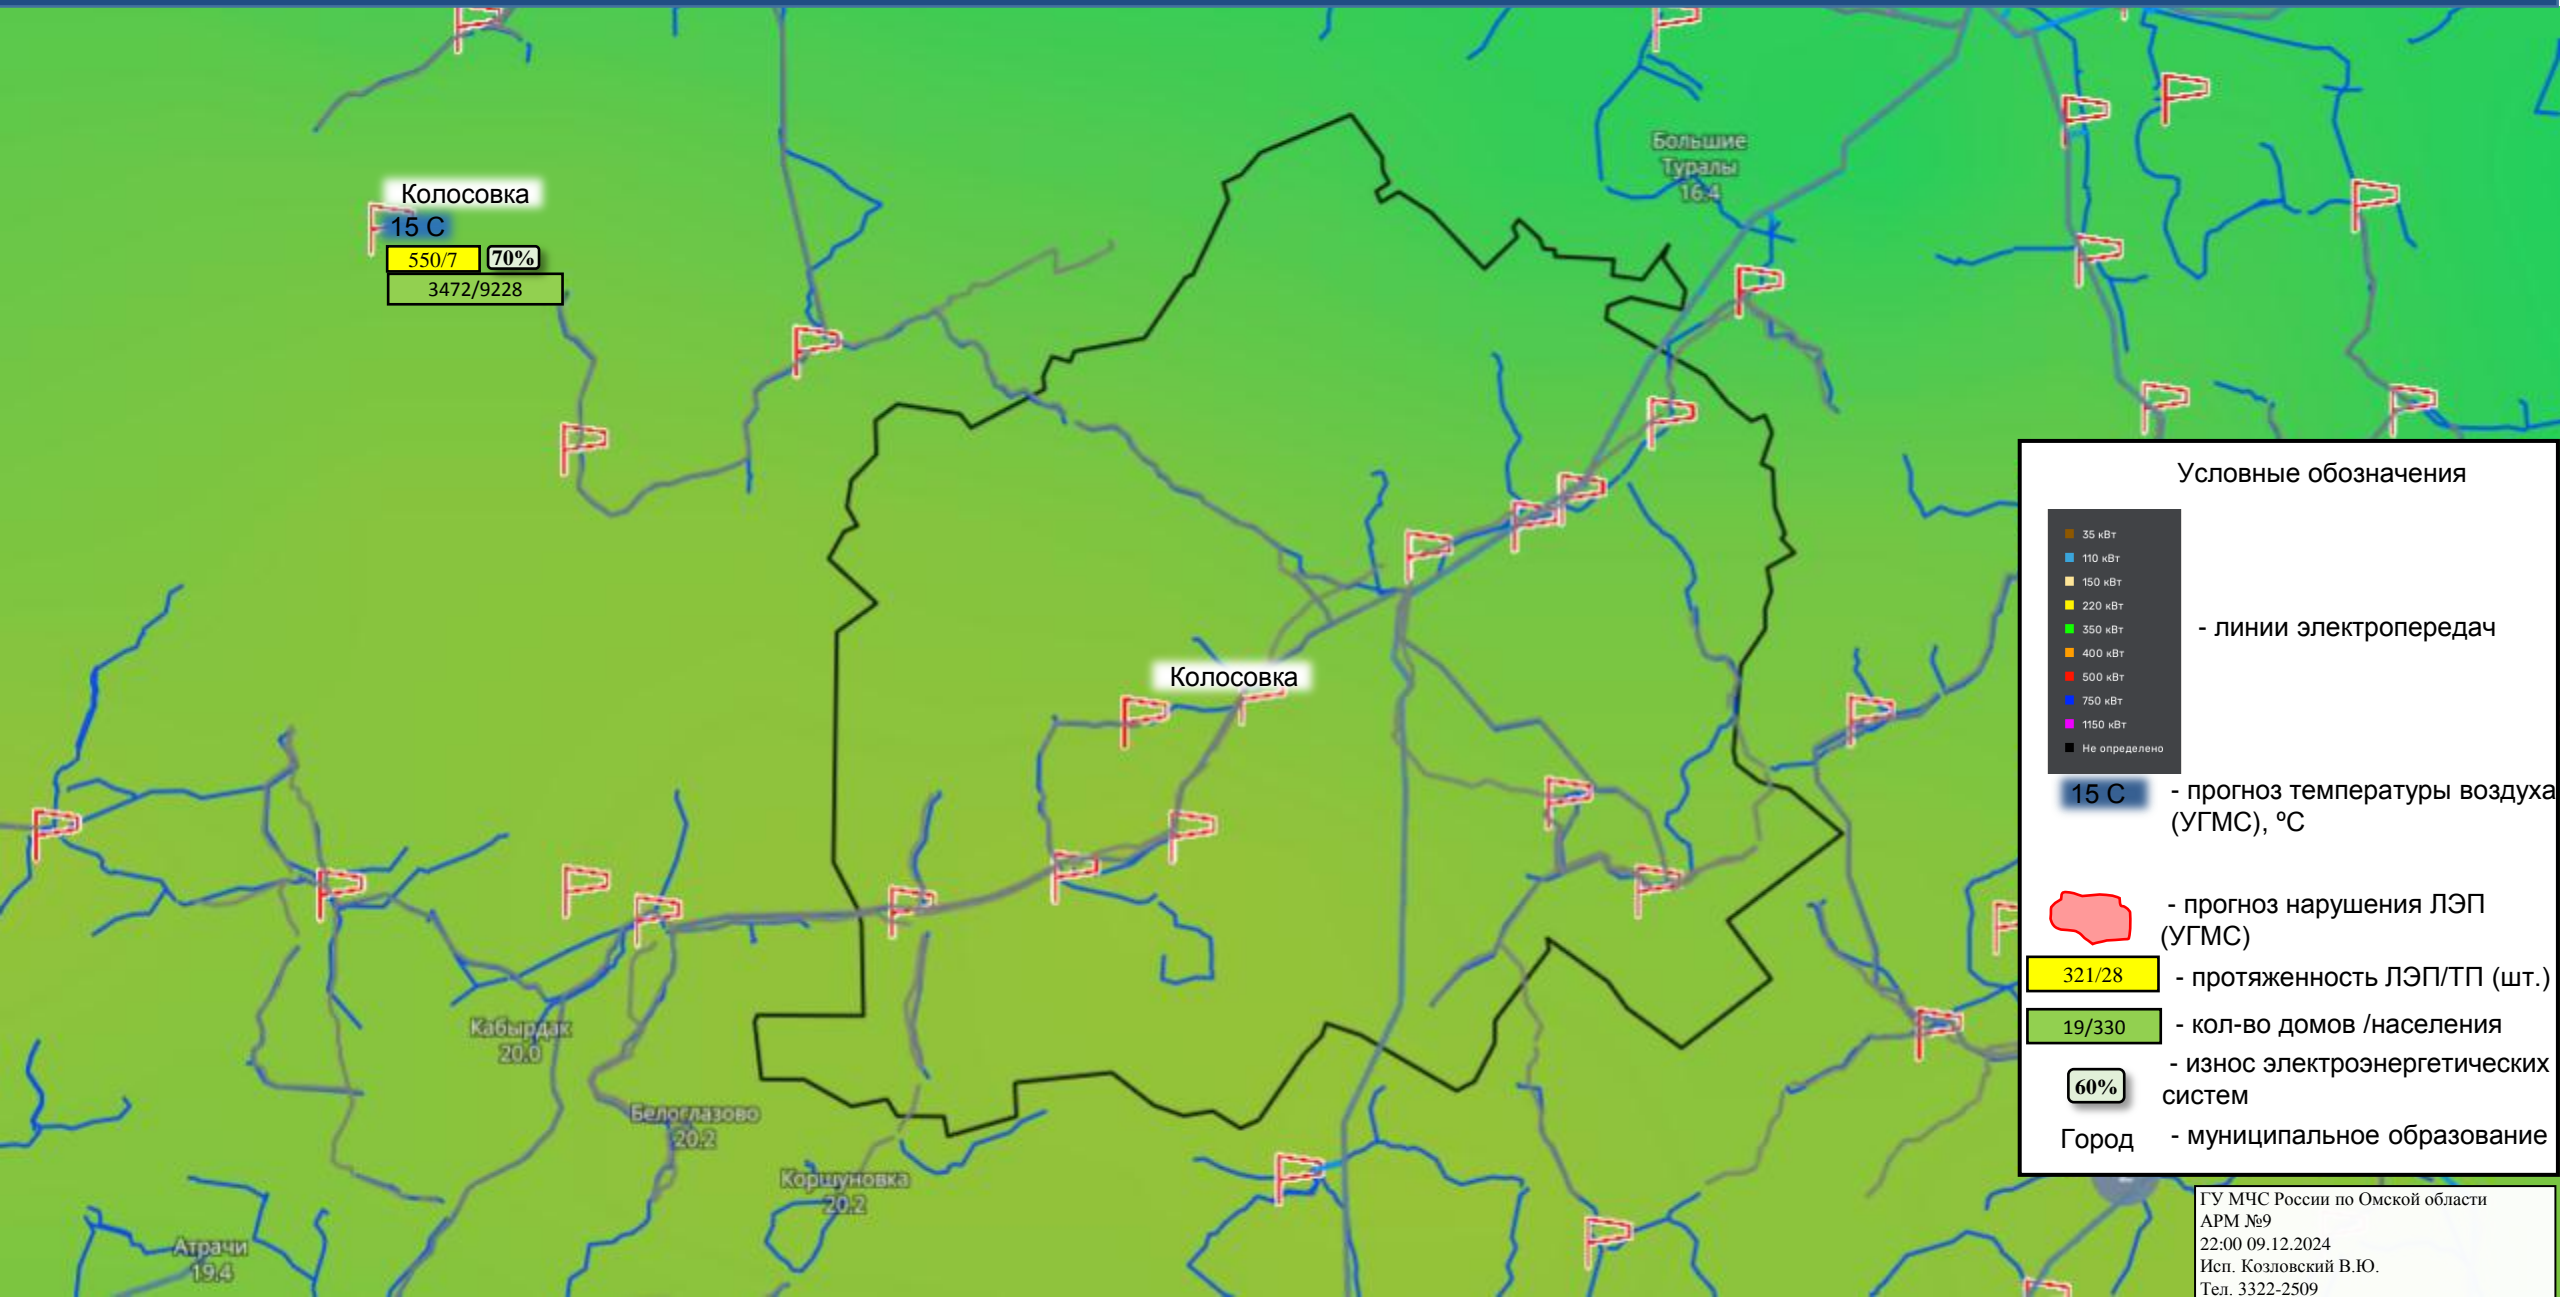 Большие
Туралы
16.4
Колосовка
15 С
550/7
70%
3472/9228
Колосовка
Кабырдак
20.0
Белоглазово
20.2
Коршуновка
20.2
Атрачи
19.4
Условные обозначения
35 кВт
110 кВт
150 кВт
220 кВт
350 кВт
400 кВт
500 кВт
750 кВт
1150 кВт
Не определено
- линии электропередач
15 С
- прогноз температуры воздуха
(УГМС), ºС
- прогноз нарушения ЛЭП
(УГМС)
321/28
- протяженность ЛЭП/ТП (шт.)
19/330
- кол-во домов /населения
60%
- износ электроэнергетических
систем
Город
- муниципальное образование
ГУ МЧС России по Омской области
АРМ №9
22:00 09.12.2024
Исп. Козловский В.Ю.
Тел. 3322-2509